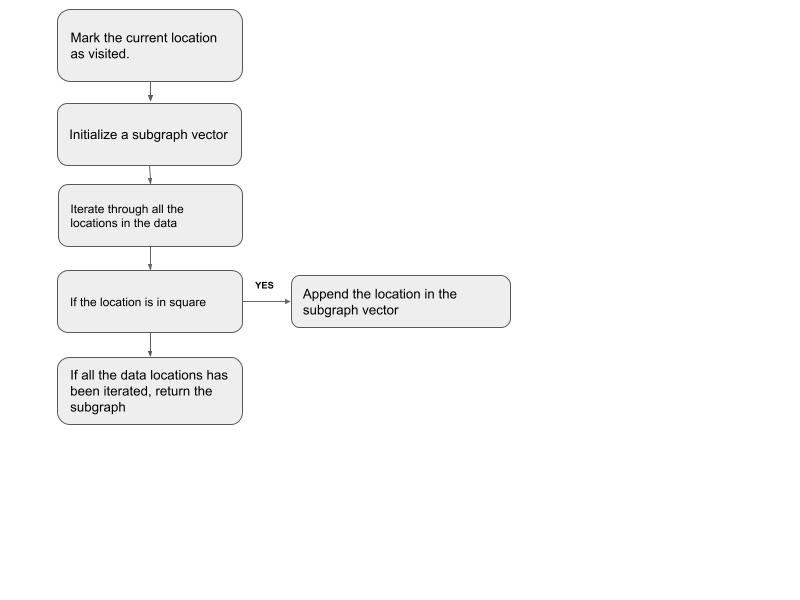 Mark the current location
as visited.
Initialize a subgraph vector
Iterate through all the
locations in the data
If the location is in square
YES
Append the location in the
subgraph vector
If all the data locations has
been iterated, return the
subgraph